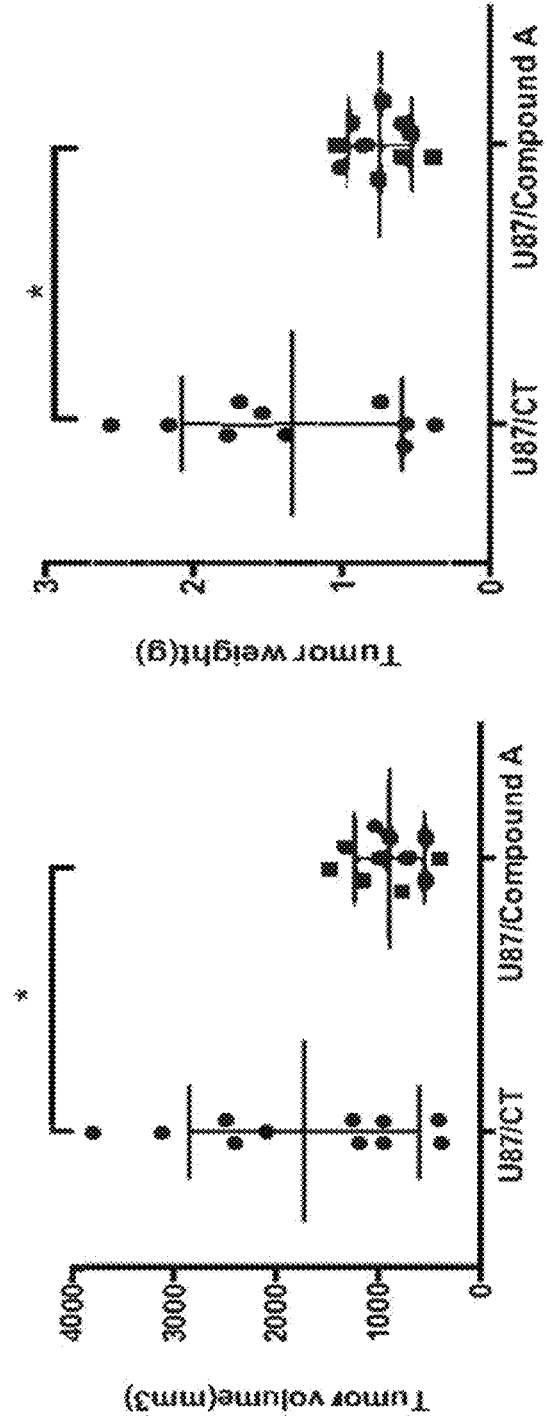 Tumor volume(mm3)
4000
3000
2000
1000
0
*
U87/CT
U87/Compound A
Tumor weight(g)
3
2
1
0
*
U87/CT
U87/Compound A